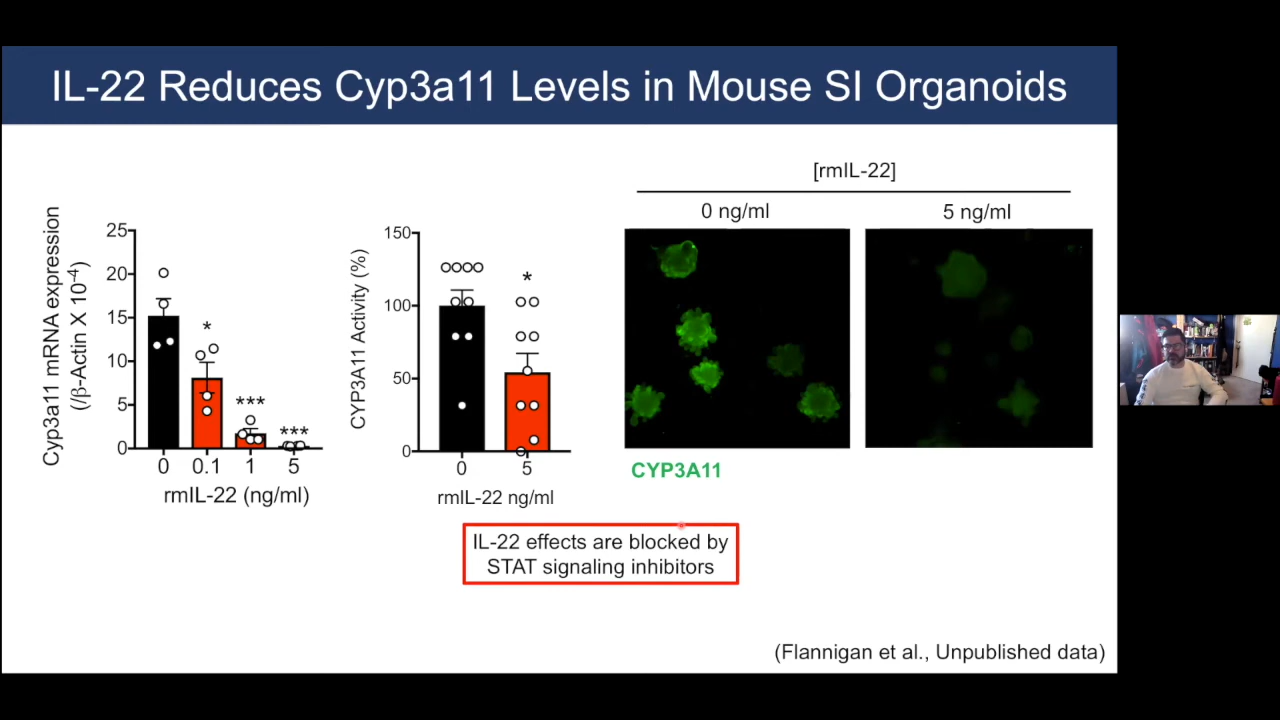 IL-22 Reduces Cyp3a11 Levels in Mouse SI Organoids
Cyp3a11 mRNA expression
(/β-Actin X 10-4)
25
20
15
10
5
0
*
***
***
0 0.1 1 5
rmIL-22 (ng/ml)
CYP3A11 Activity (%)
150
100
50
0
*
0 5
rmIL-22 ng/ml
[rmIL-22]
0 ng/ml 5 ng/ml
CYP3A11
IL-22 effects are blocked by
STAT signaling inhibitors
(Flannigan et al., Unpublished data)